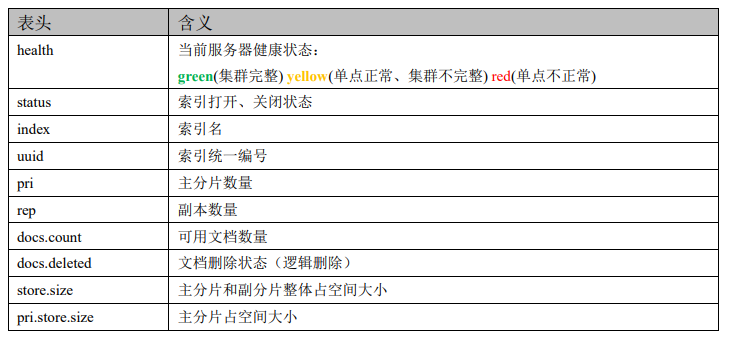 表头 含义
health 当前服务器健康状态：
green(集群完整) yellow(单点正常、集群不完整) red(单点不正常)
status 索引打开、关闭状态
index 索引名
uuid 索引统一编号
pri 主分片数量
rep 副本数量
docs.count 可用文档数量
docs.deleted 文档删除状态（逻辑删除）
store.size 主分片和副分片整体占空间大小
pri.store.size 主分片占空间大小